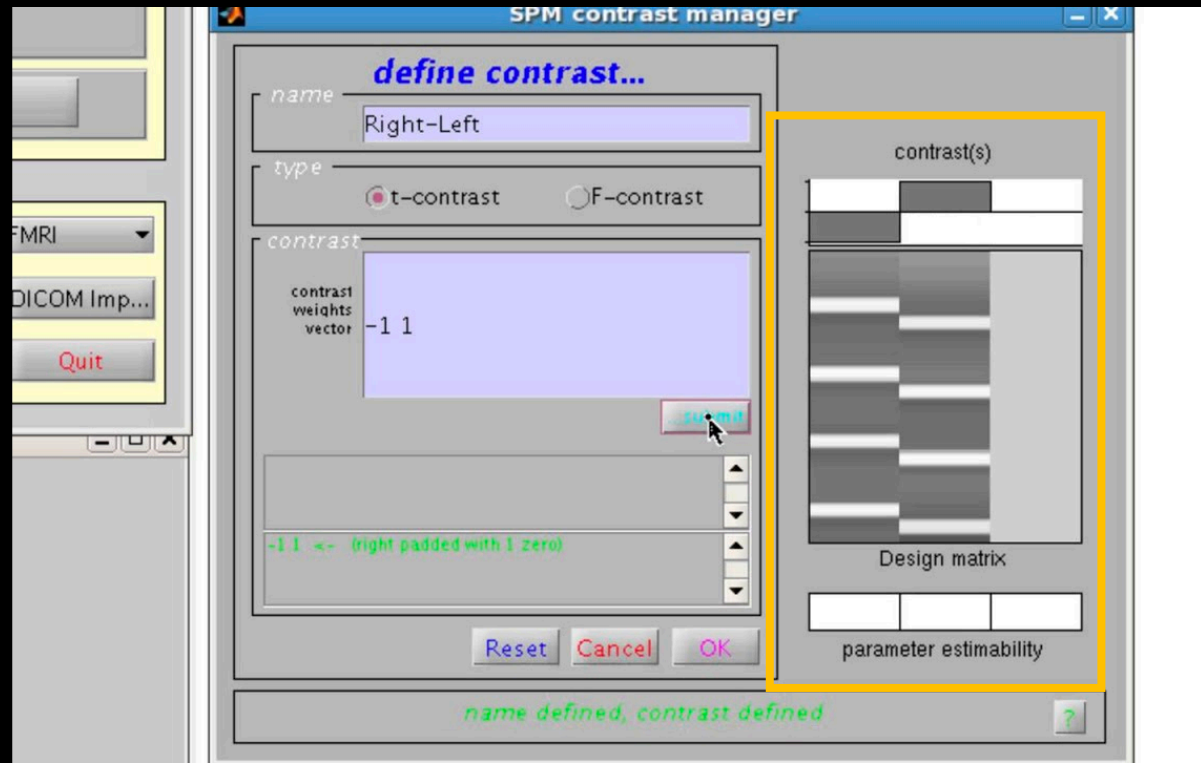 SPM contrast manager
define contrast...
name
Right-Left
type
t-contrast
F-contrast
contrast
contrast
weights
vector
-1 1
submit
-1 1 <- (right padded with 1 zero)
Reset
Cancel
OK
name defined, contrast defined
?
contrast(s)
Design matrix
parameter estimability
FMRI
DICOM Imp...
Quit